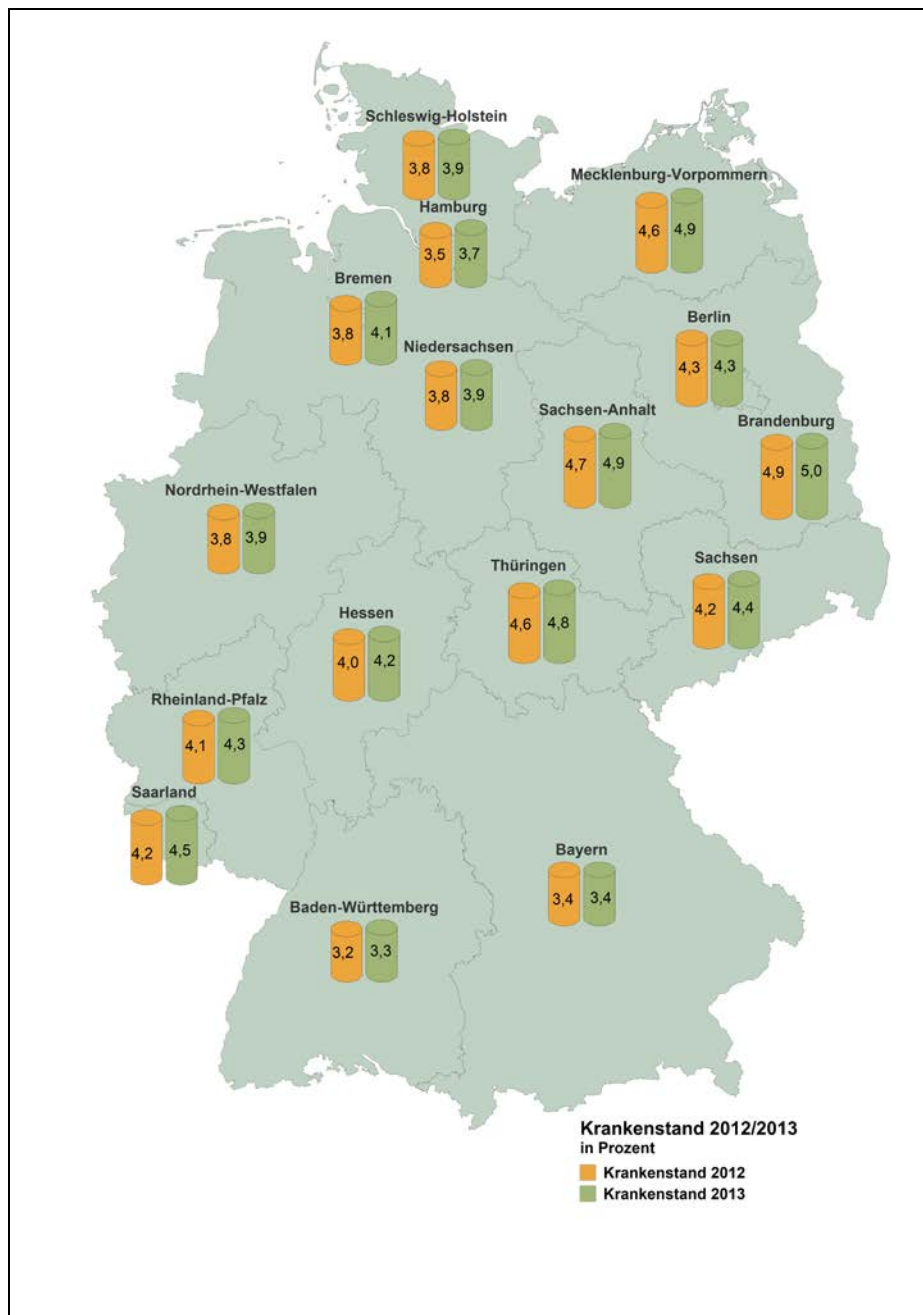 Schleswig-Holstein
3,8 3,9
Mecklenburg-Vorpommern
4,6 4,9
Hamburg
3,5 3,7
Bremen
3,8 4,1
Berlin
4,3 4,3
Niedersachsen
3,8 3,9
Sachsen-Anhalt
4,7 4,9
Brandenburg
4,9 5,0
Nordrhein-Westfalen
3,8 3,9
Thüringen
4,6 4,8
Sachsen
4,2 4,4
Hessen
4,0 4,2
Rheinland-Pfalz
4,1 4,3
Saarland
4,2 4,5
Bayern
3,4 3,4
Baden-Württemberg
3,2 3,3
Krankenstand 2012/2013
in Prozent
Krankenstand 2012
Krankenstand 2013